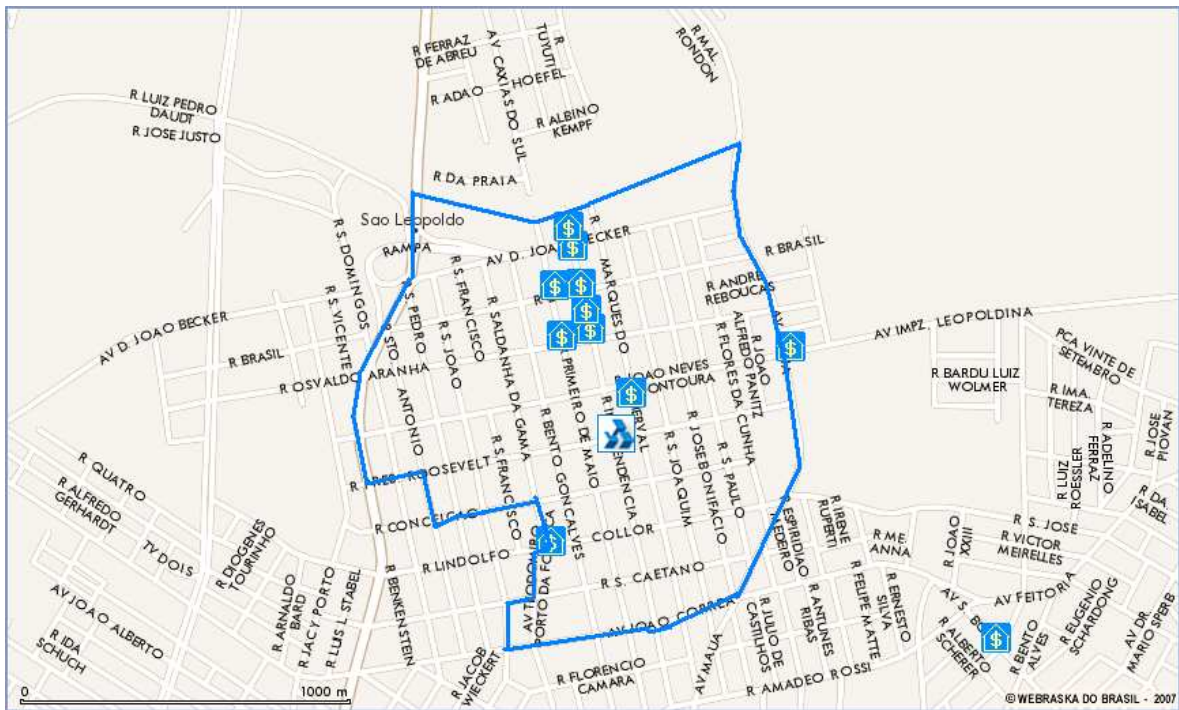 R FERRAZ
DE ABREU
AV CAXIAS DO SUL
R
TUYUTI
R MAL.
RONDON
R ADAO HOEFEL
R ALBINO
KEMPF
R LUIZ PEDRO
DAUDT
R JOSE JUSTO
R DA PRAIA
Sao Leopoldo
RAMPA
AV D. JOAO BECKER
R BRASIL
R S. DOMINGOS
R S. VICENTE
R STO
ANTONIO
R S. PEDRO
R S. JOAO
R S. FRANCISCO
R SALDANHA DA GAMA
R
MARQUES DO
HERVAL
R ANDRE
REBOUCAS
AV D. JOAO BECKER
R BRASIL
R OSVALDO ARANHA
AV IMPZ. LEOPOLDINA
PCA VINTE DE
SETEMBRO
R BARDU LUIZ
WOLMER
R IMA.
TEREZA
R JOAO
ALFREDO PANITZ
R FLORES DA CUNHA
R JOAO NEVES
FONTOURA
PRIMEIRO DE MAIO
R BENTO GONCALVES
R S. FRANCISCO
R S. JOAQUIM
R JOSE BONIFACIO
R S. PAULO
R LUIZ
ROESSLER
R ADELINO
FERRAZ
R JOSE
PIOVAN
R DA.
ISABEL
R QUATRO
R ALFREDO
GERHARDT
TV DOIS
R DIOGENES
TOURINHO
ROOSEVELT
R CONCEICAO
R LINDOLFO COLLOR
R S. CAETANO
AV JOAO CORREA
PORTO DA
R ESPIRIDIAO
MEDEIRO
R IRENE
RUPERTI
R ME.
ANNA
R JOAO
XXIII
R S. JOSE
R VICTOR
MEIRELLES
AV FEITORIA
AV JOAO ALBERTO
R IDA
SCHUCH
R ARNALDO
BARD
R JACY PORTO
R LUIS L STABEL
R BENKENSTEIN
R JACOB
WIECKERT
R FLORENCIO
CAMARA
AV MAUA
R JULIO DE
CASTILHOS
R ANTUNES
RIBAS
R FELIPE MATTE
R ERNESTO
SILVA
R AMADEO ROSSI
R ALBERTO
SCHERER
R BENTO
ALVES
R EUGENIO
SCHARDONG
AV DR
MARIO SPERB
0
1000 m
© WEBRASKA DO BRASIL - 2007